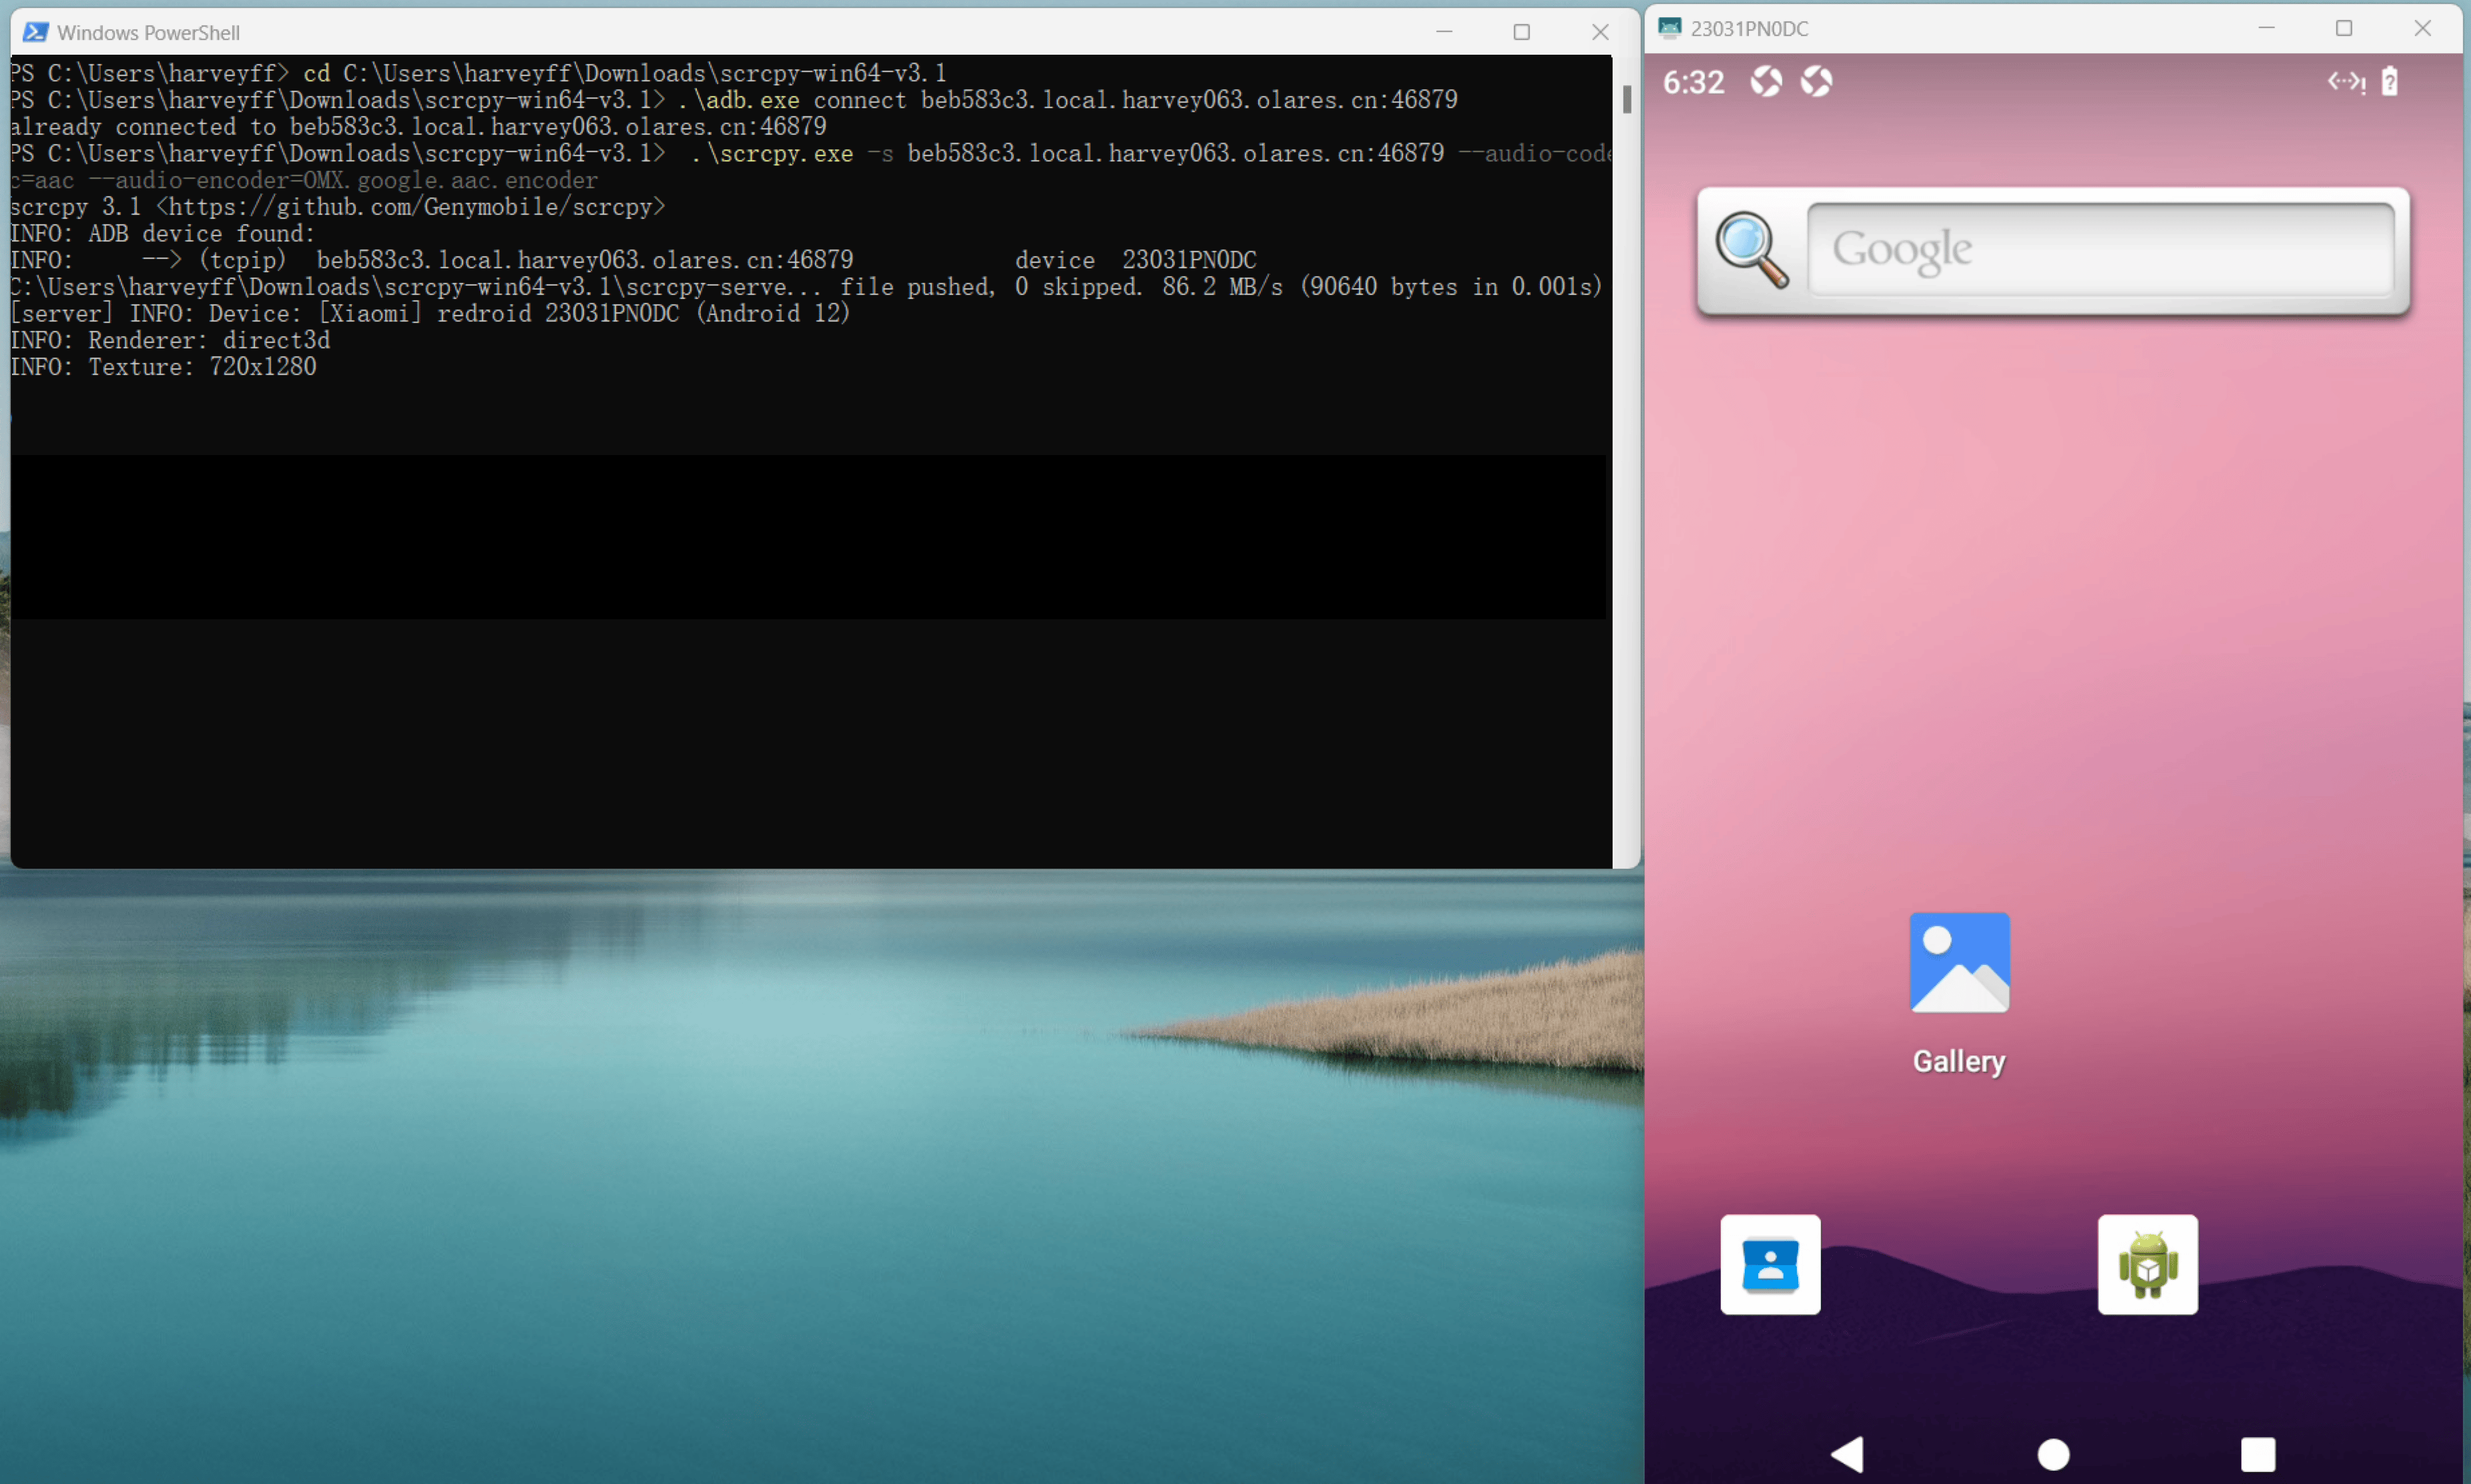 Windows PowerShell
PS C:\Users\harveyff> cd C:\Users\harveyff\Downloads\scrcpy-win64-v3.1
PS C:\Users\harveyff\Downloads\scrcpy-win64-v3.1> .\adb.exe connect beb583c3.local.harvey063.olares.cn:46879
already connected to beb583c3.local.harvey063.olares.cn:46879
PS C:\Users\harveyff\Downloads\scrcpy-win64-v3.1>  .\scrcpy.exe -s beb583c3.local.harvey063.olares.cn:46879 --audio-code
c=aac --audio-encoder=OMX.google.aac.encoder
scrcpy 3.1 <https://github.com/Genymobile/scrcpy>
INFO: ADB device found:
INFO:     --> (tcpip)  beb583c3.local.harvey063.olares.cn:46879            device  23031PN0DC
C:\Users\harveyff\Downloads\scrcpy-win64-v3.1\scrcpy-serve... file pushed, 0 skipped. 86.2 MB/s (90640 bytes in 0.001s)
[server] INFO: Device: [Xiaomi] redroid 23031PN0DC (Android 12)
INFO: Renderer: direct3d
INFO: Texture: 720x1280
23031PN0DC
6:32
Google
Gallery